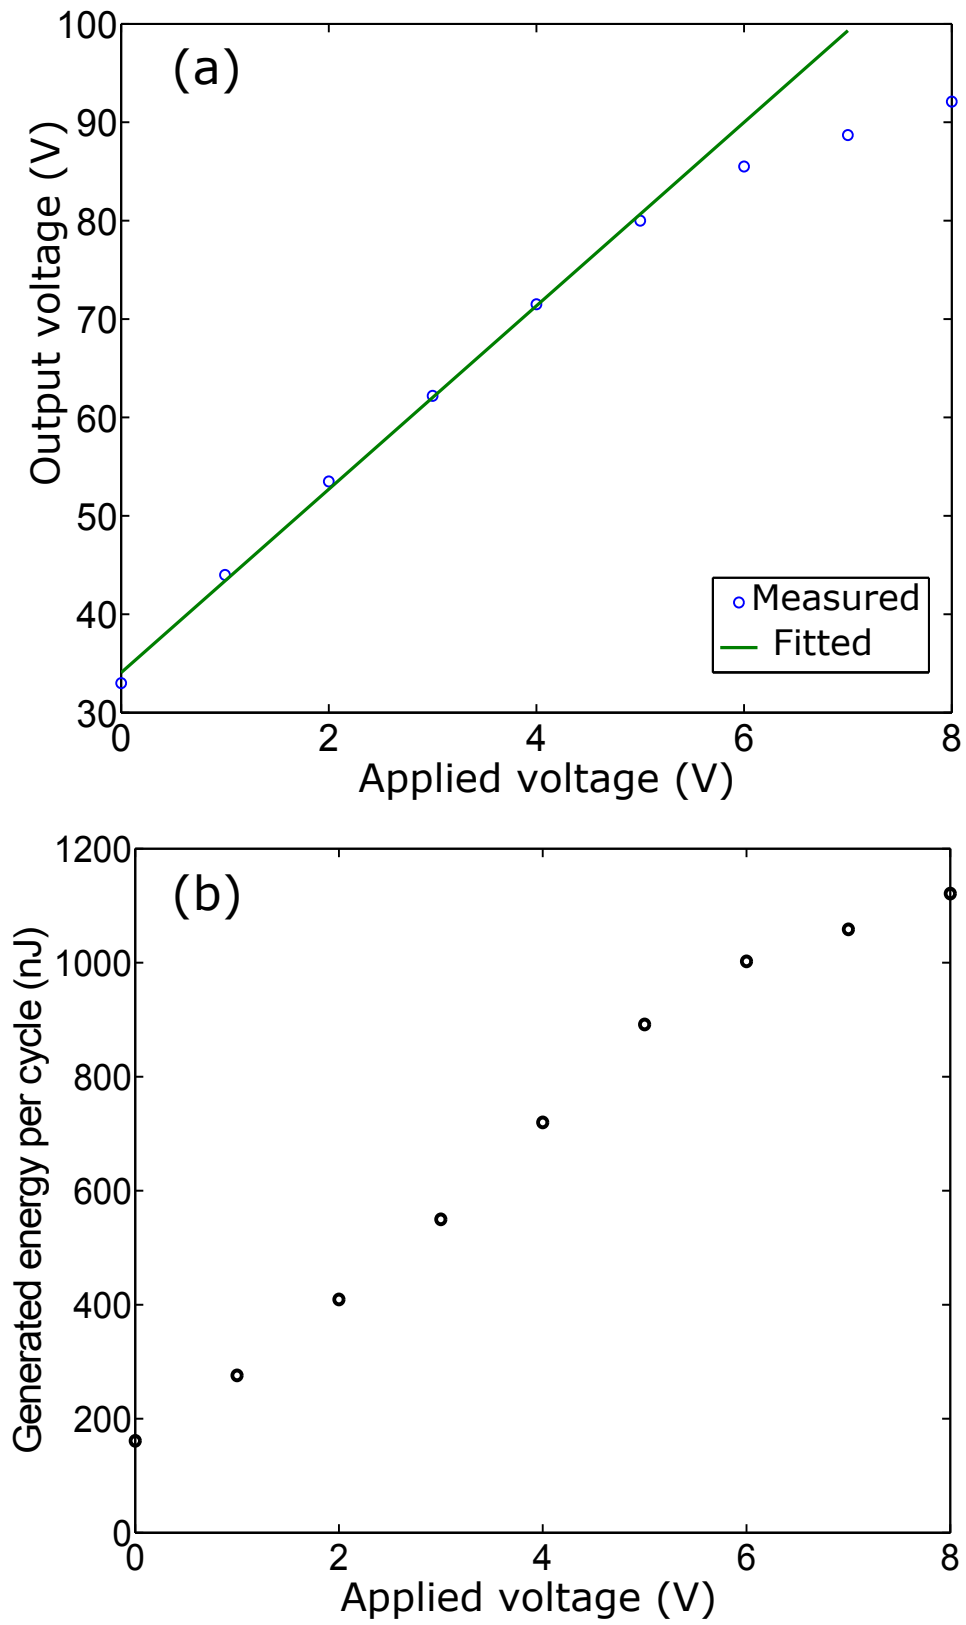 (a)
Output voltage (V)
100
90
80
70
60
50
40
30
0 2 4 6 8
Applied voltage (V)
Measured
Fitted
(b)
Generated energy per cycle (nJ)
1200
1000
800
600
400
200
0
0 2 4 6 8
Applied voltage (V)